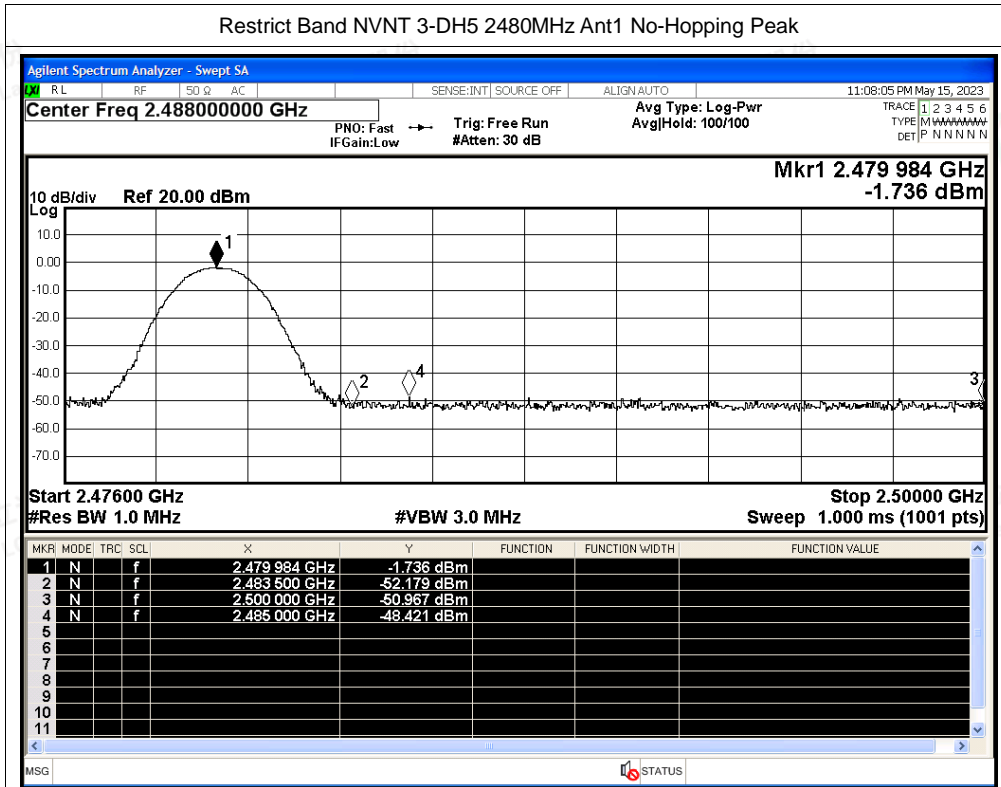 Restrict Band NVNT 3-DH5 2480MHz Ant1 No-Hopping Peak
Agilent Spectrum Analyzer - Swept SA
LXI RL RF 50 Ω AC SENSE:INT SOURCE OFF ALIGN AUTO 11:08:05 PM May 15, 2023
Center Freq 2.488000000 GHz
PNO: Fast
IFGain:Low
Trig: Free Run
#Atten: 30 dB
Avg Type: Log-Pwr
Avg|Hold: 100/100
TRACE 1 2 3 4 5 6
TYPE M WWWWW
DET P N N N N N
Mkr1 2.479 984 GHz
-1.736 dBm
10 dB/div Ref 20.00 dBm
Log
10.0
0.00
-10.0
-20.0
-30.0
-40.0
-50.0
-60.0
-70.0
1
2
4
3
Start 2.47600 GHz Stop 2.50000 GHz
#Res BW 1.0 MHz #VBW 3.0 MHz Sweep 1.000 ms (1001 pts)
MKR MODE TRC SCL X Y FUNCTION FUNCTION WIDTH FUNCTION VALUE
1 N f 2.479 984 GHz -1.736 dBm
2 N f 2.483 500 GHz -52.179 dBm
3 N f 2.500 000 GHz -50.967 dBm
4 N f 2.485 000 GHz -48.421 dBm
5
6
7
8
9
10
11
MSG STATUS